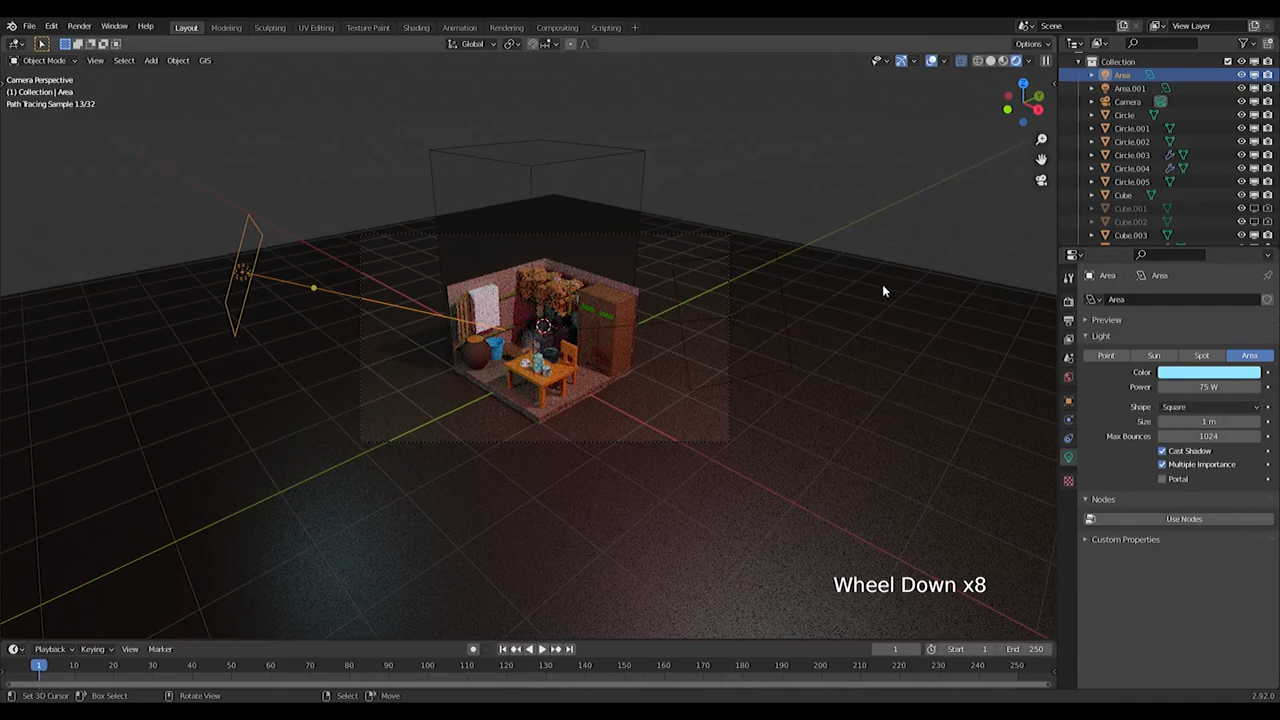 File Edit Render Window Help Layout Modeling Sculpting UV Editing Texture Paint Shading Animation Rendering Compositing Scripting + Scene View Layer
Global Options
Object Mode View Select Add Object GIS
Camera Perspective
(1) Collection | Area
Path Tracing Sample 13/32
Z
Y
X
Collection
Area
Area.001
Camera
Circle
Circle.001
Circle.002
Circle.003
Circle.004
Circle.005
Cube
Cube.001
Cube.002
Cube.003
Area Area
Area
Preview
Light
Point Sun Spot Area
Color
Power 75 W
Shape Square
Size 1 m
Max Bounces 1024
Cast Shadow
Multiple Importance
Portal
Nodes
Use Nodes
Custom Properties
Wheel Down x8
Playback Keying View Marker 1 Start 1 End 250
1 10 20 30 40 50 60 70 80 90 100 110 120 130 140 150 160 170 180 190 200 210 220 230 240 250
Set 3D Cursor Box Select Rotate View Select Move 2.92.0